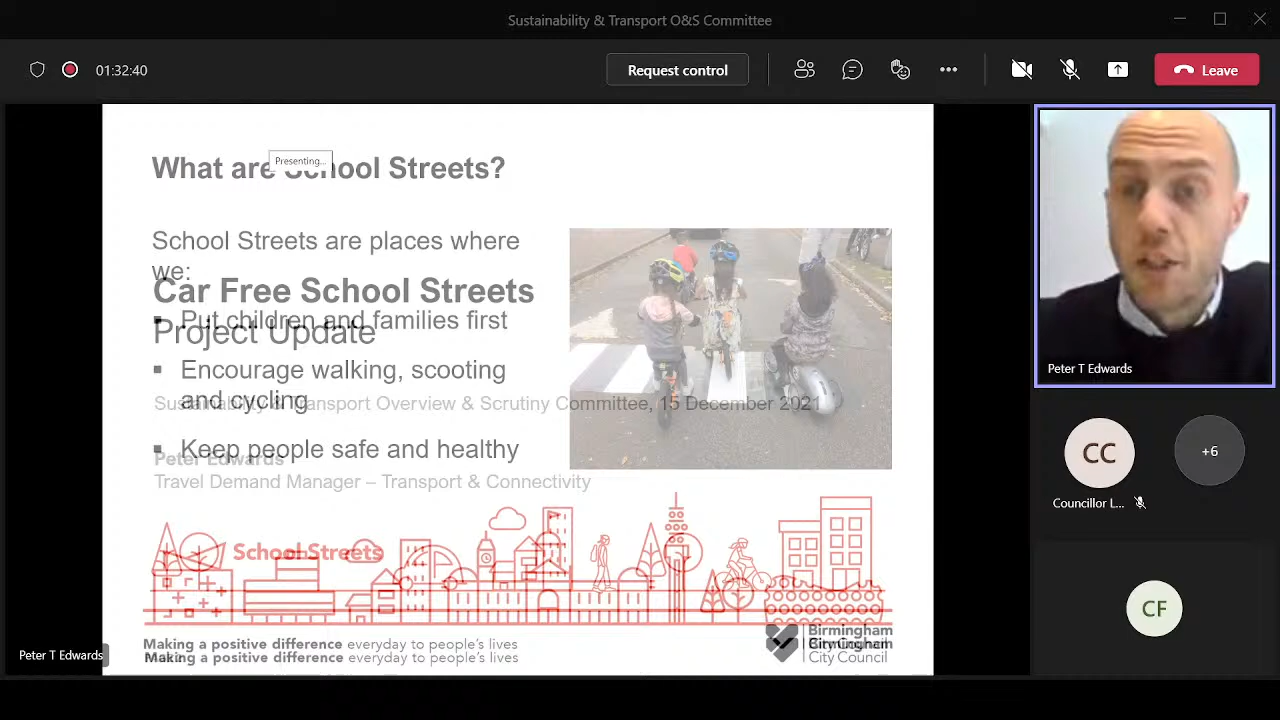 Sustainability & Transport O&S Committee
01:32:40
Request control
Leave
What are School Streets?
Presenting...
School Streets are places where
we:
Car Free School Streets
Put children and families first
Project Update
Encourage walking, scooting
and cycling
Sustainability & Transport Overview & Scrutiny Committee, 15 December 2021
Keep people safe and healthy
Peter Edwards
Travel Demand Manager – Transport & Connectivity
School Streets
Making a positive difference everyday to people's lives
Making a positive difference everyday to people's lives
Birmingham
City Council
Birmingham
City Council
Peter T Edwards
Peter T Edwards
CC
+6
Councillor L...
CF